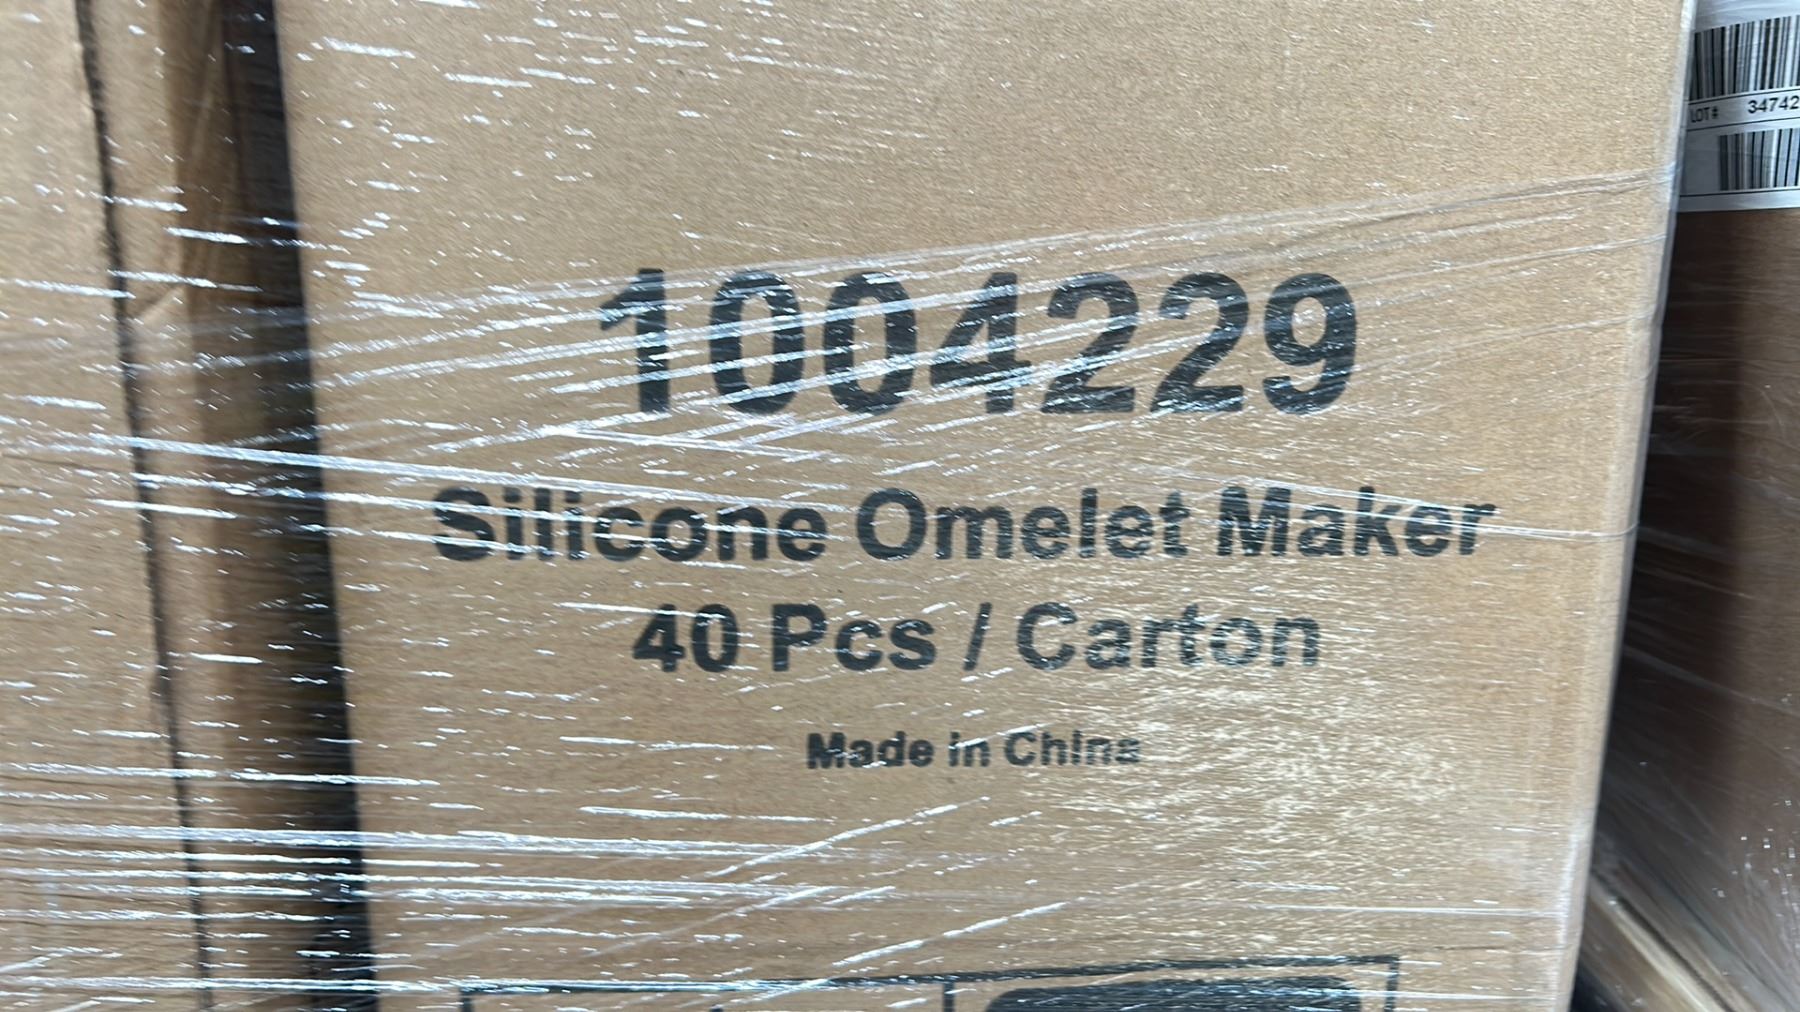 1004229
Silicone Omelet Maker
40 Pcs / Carton
Made in China
LOT# 34742